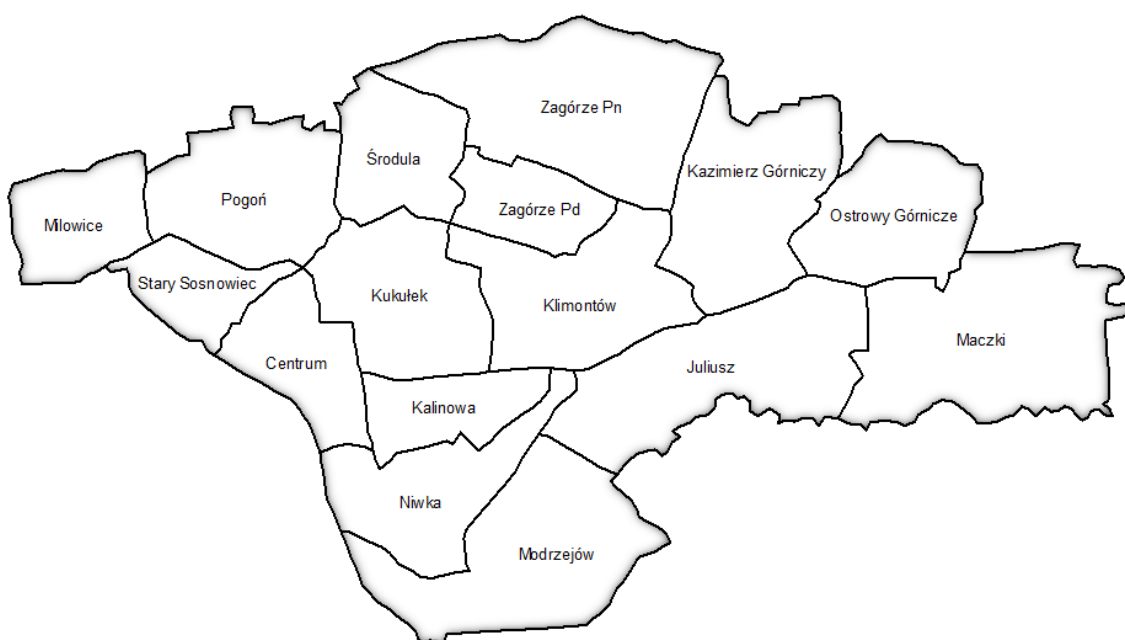 Zagórze Pn
Środula
Kazimierz Górniczy
Pogoń
Zagórze Pd
Ostrowy Górnicze
Milowice
Stary Sosnowiec
Kukułek
Klimontów
Maczki
Centrum
Juliusz
Kalinowa
Niwka
Modrzejów